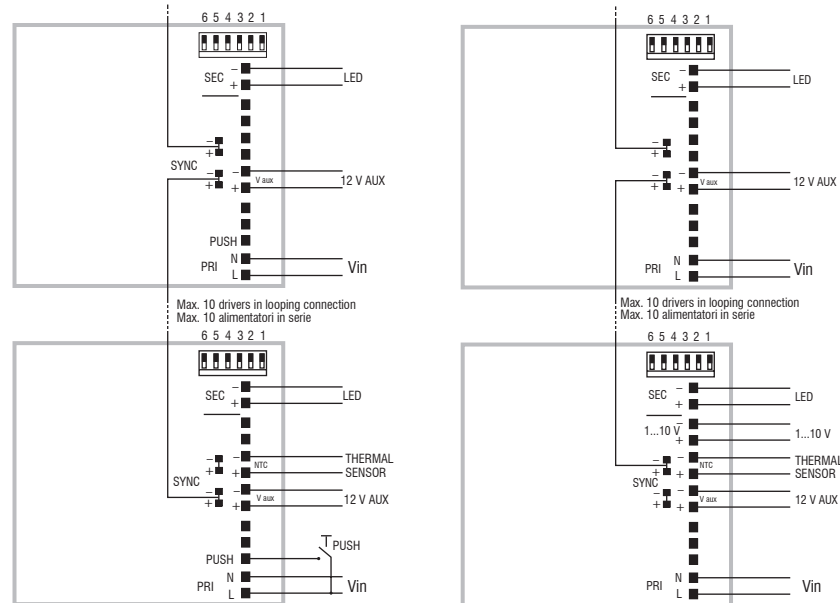 6 5 4 3 2 1
SEC
−
+
LED
−
+
SYNC
−
+
−
+
V aux
12 V AUX
PUSH
PRI
N
L
Vin
Max. 10 drivers in looping connection
Max. 10 alimentatori in serie
6 5 4 3 2 1
SEC
−
+
LED
−
+
−
+
NTC
THERMAL
SENSOR
SYNC
−
+
−
+
V aux
12 V AUX
PUSH
PUSH
PRI
N
L
Vin
6 5 4 3 2 1
SEC
−
+
LED
−
+
−
+
−
+
V aux
12 V AUX
PRI
N
L
Vin
Max. 10 drivers in looping connection
Max. 10 alimentatori in serie
6 5 4 3 2 1
SEC
−
+
LED
1...10 V
−
+
1...10 V
−
+
−
+
NTC
THERMAL
SENSOR
SYNC
−
+
−
+
V aux
12 V AUX
PRI
N
L
Vin